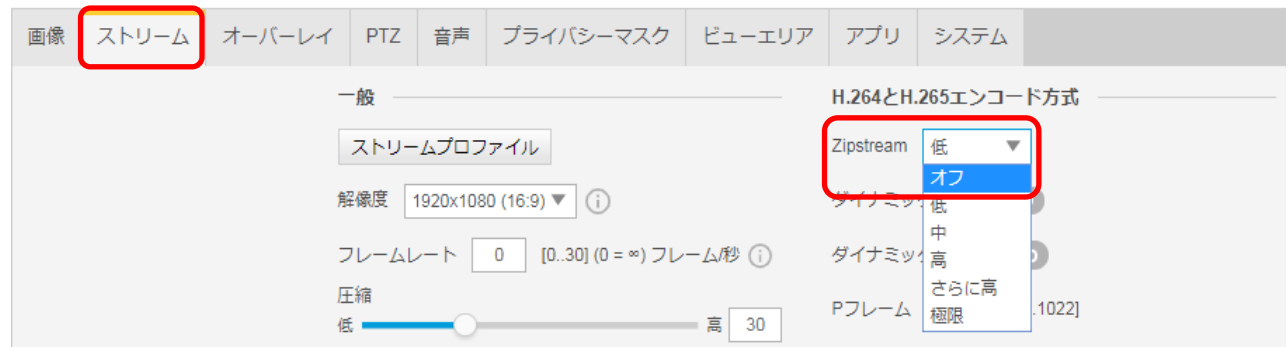 画像 ストリーム オーバーレイ PTZ 音声 プライバシーマスク ビューエリア アプリ システム
一般
ストリームプロファイル
解像度 1920x1080 (16:9)
フレームレート 0 [0..30] (0 = ∞) フレーム/秒
圧縮
低 高 30
H.264とH.265エンコード方式
Zipstream 低
オフ
低
中
高
さらに高
極限
ダイナミッ
ダイナミッ
Pフレーム .1022]